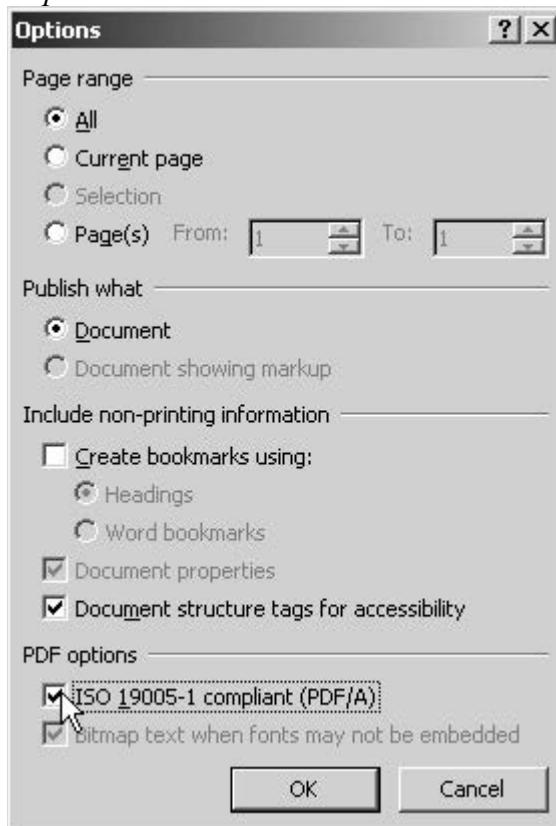 Options
Page range
All
Current page
Selection
Page(s) From: 1 To: 1
Publish what
Document
Document showing markup
Include non-printing information
Create bookmarks using:
Headings
Word bookmarks
Document properties
Document structure tags for accessibility
PDF options
ISO 19005-1 compliant (PDF/A)
Bitmap text when fonts may not be embedded
OK Cancel